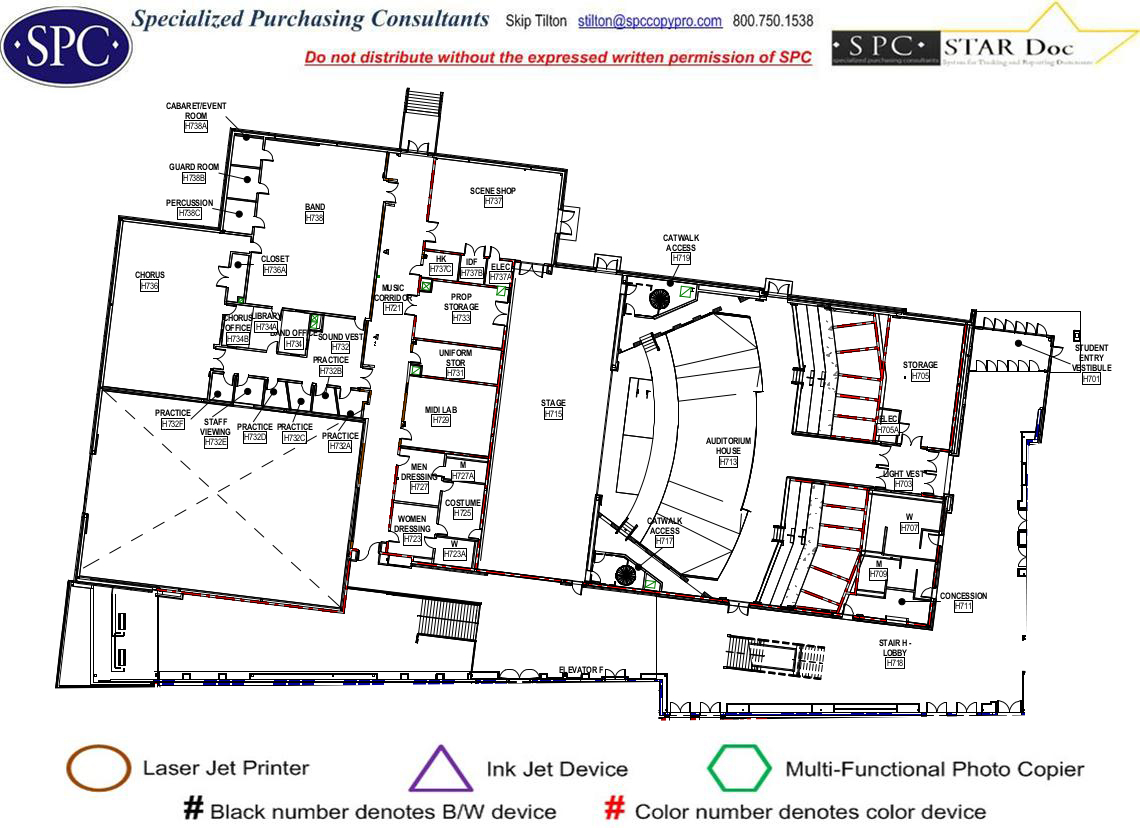 Specialized Purchasing Consultants Skip Tilton stilton@spccopypro.com 800.750.1538
·SPC·
Do not distribute without the expressed written permission of SPC
·SPC· STAR Doc
specialized purchasing consultants System for Tracking and Reporting Documents
CABARET/EVENT
ROOM
H738A
GUARD ROOM
H738B
PERCUSSION
H738C
BAND
H738
SCENE SHOP
H737
CHORUS
H736
CLOSET
H736A
HK
H737C
IDF
H737B
ELEC
H737A
CATWALK
ACCESS
H719
MUSIC
CORRIDOR
H721
PROP
STORAGE
H733
CHORUS
OFFICE
H734B
LIBRARY
H734A
BAND OFFICE
H734
SOUND VEST
H732
PRACTICE
H732B
UNIFORM
STOR
H731
STORAGE
H705
STUDENT
ENTRY
VESTIBULE
H701
PRACTICE
H732F
STAFF
VIEWING
H732E
PRACTICE
H732D
PRACTICE
H732C
PRACTICE
H732A
MIDI LAB
H729
STAGE
H715
AUDITORIUM
HOUSE
H713
ELEC
H705A
MEN
DRESSING
H727
M
H727A
LIGHT VEST
H703
COSTUME
H725
WOMEN
DRESSING
H723
W
H723A
CATWALK
ACCESS
H717
W
H707
M
H709
CONCESSION
H711
STAIR H -
LOBBY
H718
ELEVATOR F
Laser Jet Printer
Ink Jet Device
Multi-Functional Photo Copier
# Black number denotes B/W device
# Color number denotes color device